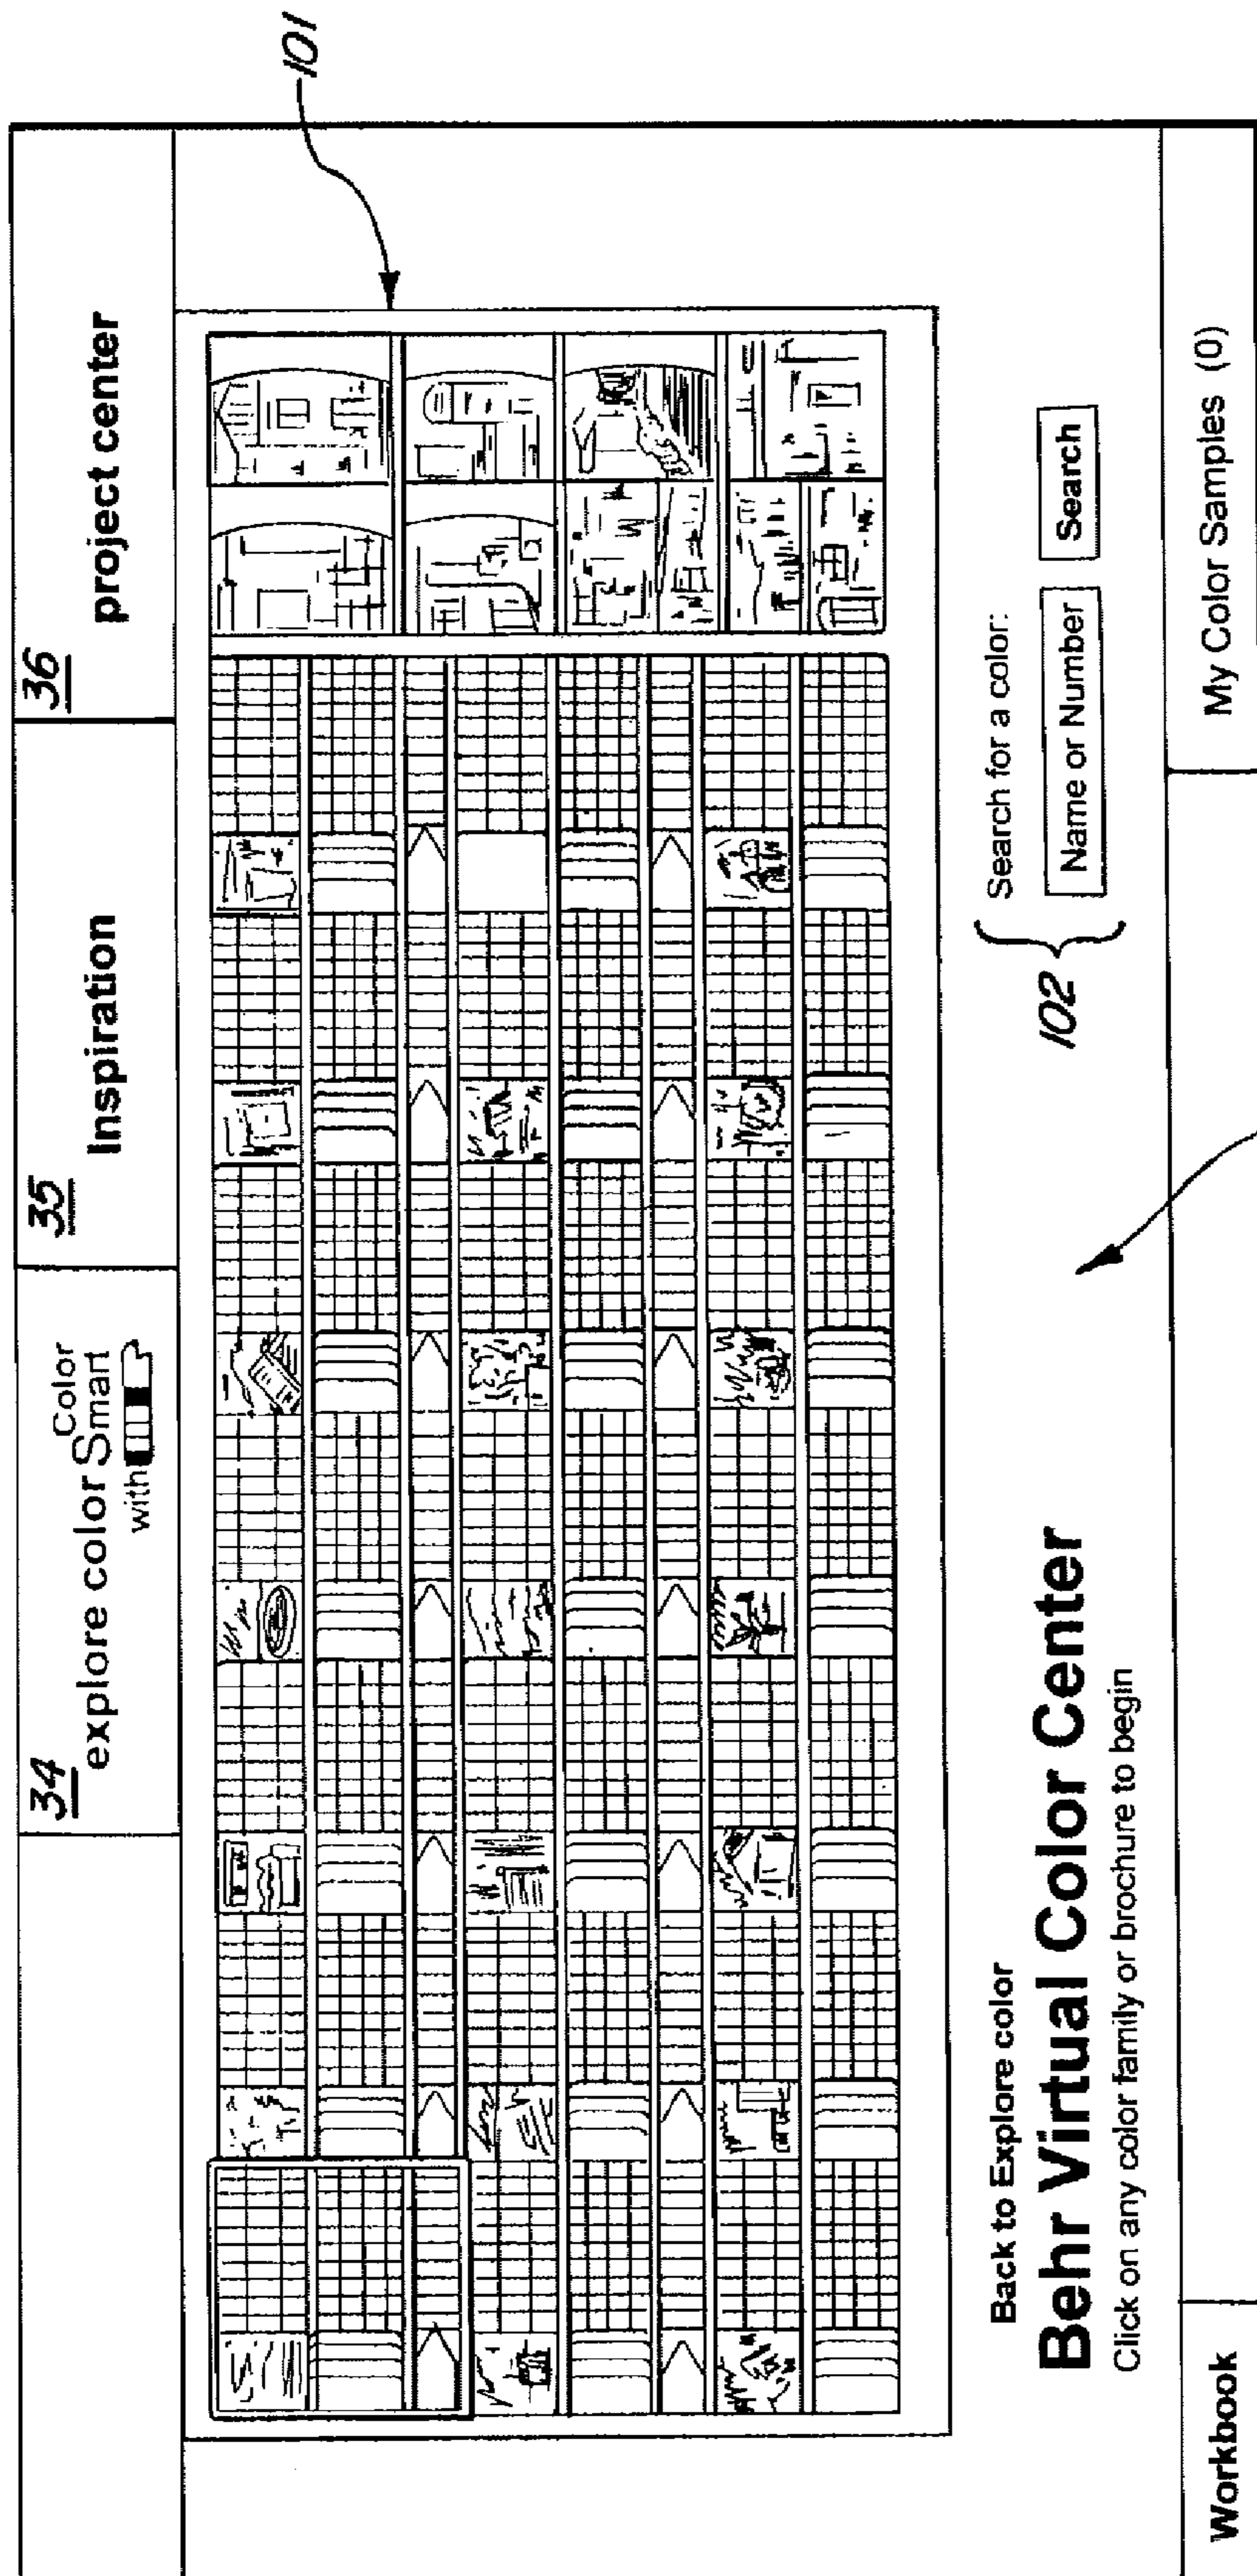 34
explore color
Color
Smart
with
35
Inspiration
36
project center
101
Back to Explore color
Behr Virtual Color Center
Click on any color family or brochure to begin
102
Search for a color:
Name or Number
Search
Workbook
My Color Samples (0)